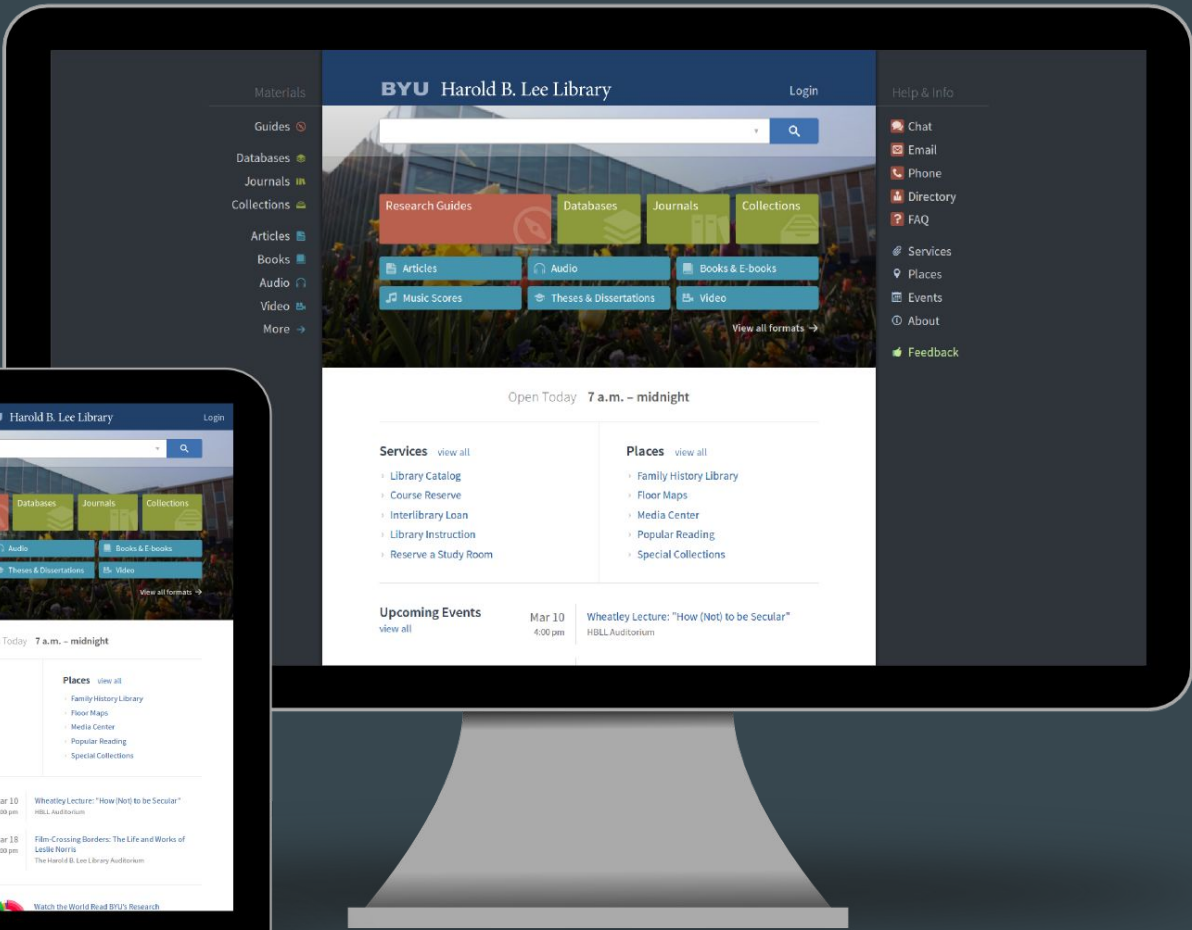 Materials
Guides
Databases
Journals
Collections
Articles
Books
Audio
Video
More →
BYU Harold B. Lee Library
Login
Research Guides
Databases
Journals
Collections
Articles
Audio
Books & E-books
Music Scores
Theses & Dissertations
Video
View all formats →
Open Today 7 a.m. – midnight
Services view all
Library Catalog
Course Reserve
Interlibrary Loan
Library Instruction
Reserve a Study Room
Places view all
Family History Library
Floor Maps
Media Center
Popular Reading
Special Collections
Upcoming Events
view all
Mar 10
4:00 pm
Wheatley Lecture: "How (Not) to be Secular"
HBLL Auditorium
Help & Info
Chat
Email
Phone
Directory
? FAQ
Services
Places
Events
About
Feedback
Harold B. Lee Library
Login
Databases
Journals
Collections
Audio
Books & E-books
Theses & Dissertations
Video
View all formats →
Today 7 a.m. – midnight
Places view all
Family History Library
Floor Maps
Media Center
Popular Reading
Special Collections
10
pm
Wheatley Lecture: "How (Not) to be Secular"
HBLL Auditorium
18
pm
Film-Crossing Borders: The Life and Works of
Leslie Norris
The Harold B. Lee Library Auditorium
Watch the World Read BYU's Research